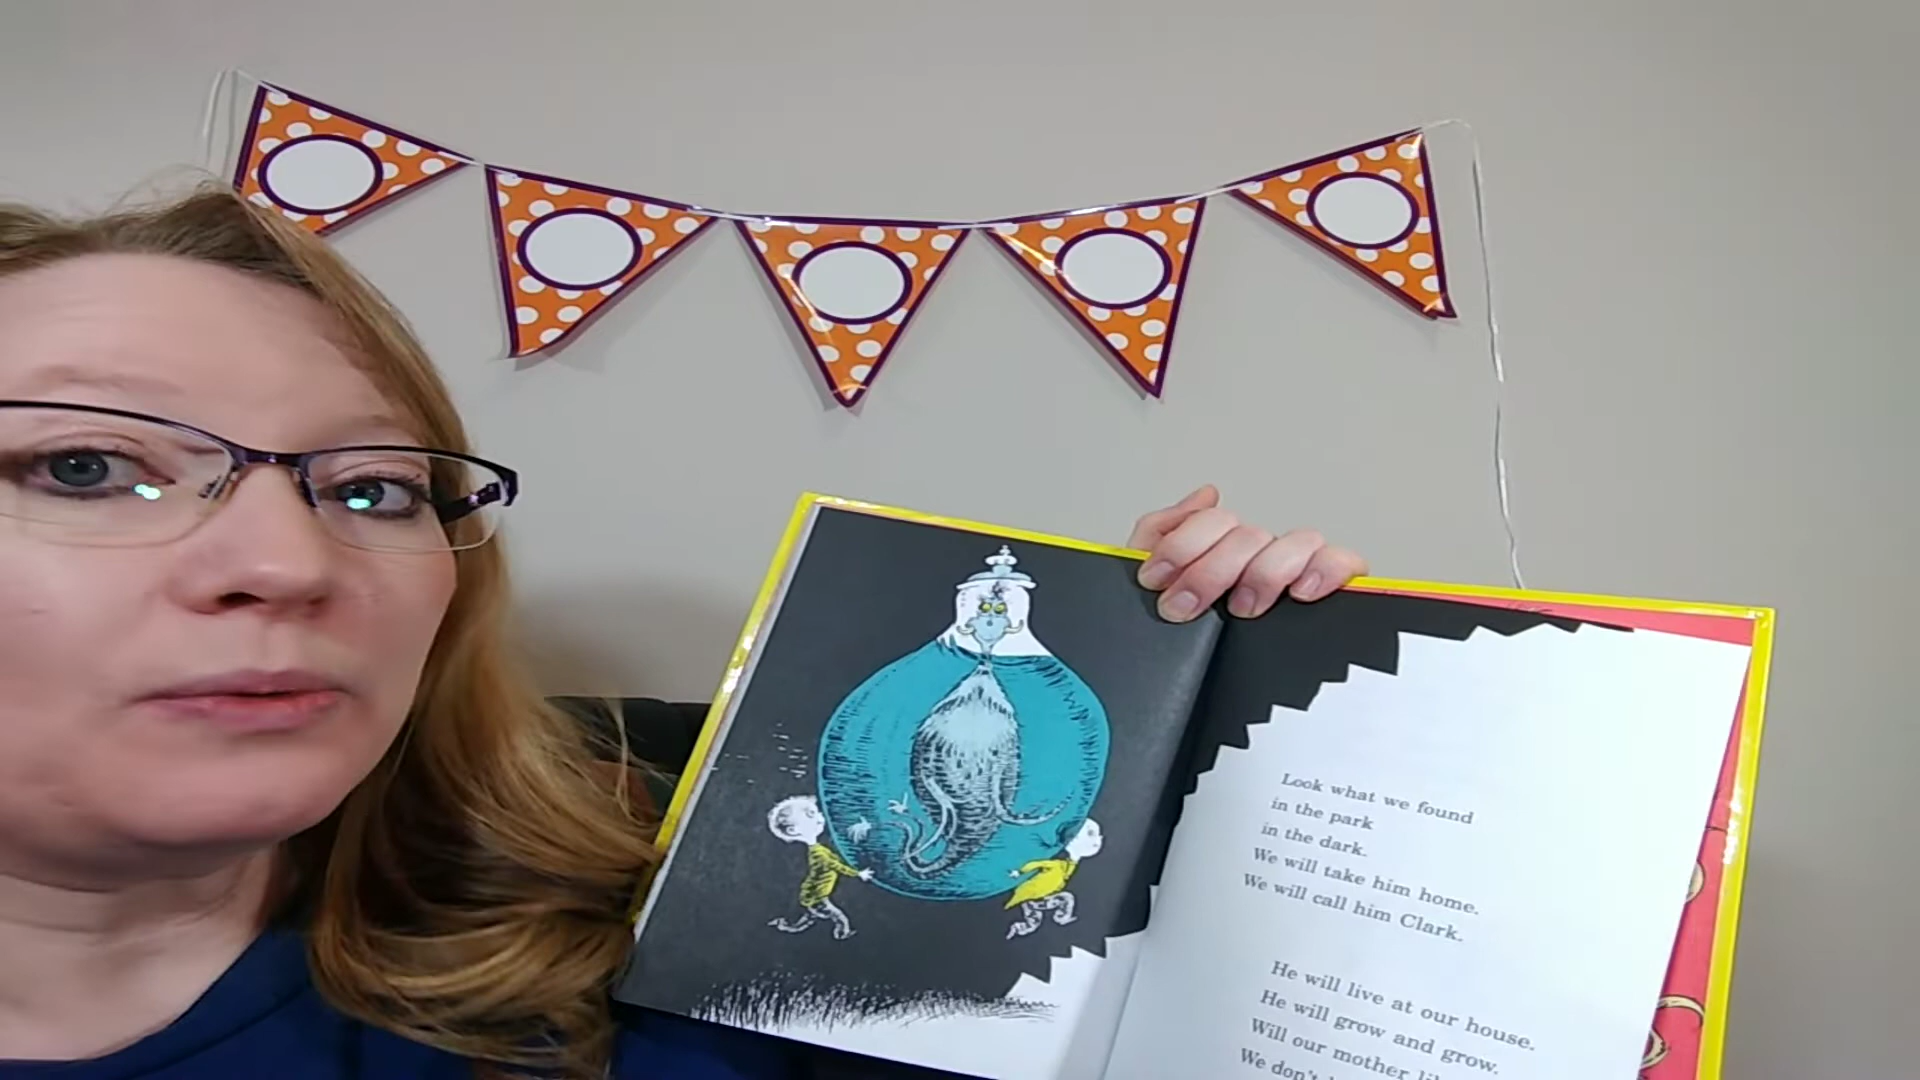 Look what we found
in the park
in the dark.
We will take him home.
We will call him Clark.
He will live at our house.
He will grow and grow.
Will our mother
We